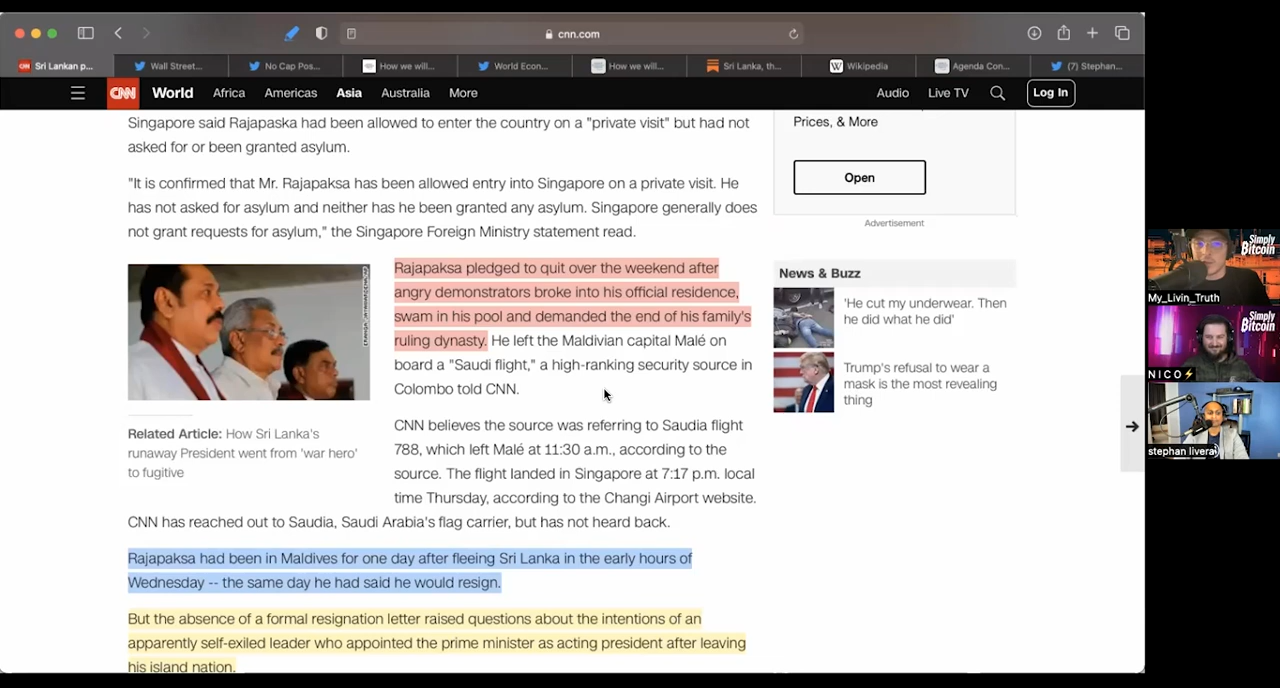 cnn.com
Sri Lankan p...
Wall Street...
No Cap Pos...
How we will...
World Econ...
How we will...
Sri Lanka, th...
Wikipedia
Agenda Con...
(7) Stephan...
CNN World Africa Americas Asia Australia More Audio Live TV Log In
Singapore said Rajapaska had been allowed to enter the country on a "private visit" but had not
asked for or been granted asylum.
"It is confirmed that Mr. Rajapaksa has been allowed entry into Singapore on a private visit. He
has not asked for asylum and neither has he been granted any asylum. Singapore generally does
not grant requests for asylum," the Singapore Foreign Ministry statement read.
Rajapaksa pledged to quit over the weekend after
angry demonstrators broke into his official residence,
swam in his pool and demanded the end of his family's
ruling dynasty. He left the Maldivian capital Malé on
board a "Saudi flight," a high-ranking security source in
Colombo told CNN.
Related Article: How Sri Lanka's
runaway President went from 'war hero'
to fugitive
CNN believes the source was referring to Saudia flight
788, which left Malé at 11:30 a.m., according to the
source. The flight landed in Singapore at 7:17 p.m. local
time Thursday, according to the Changi Airport website.
CNN has reached out to Saudia, Saudi Arabia's flag carrier, but has not heard back.
Rajapaksa had been in Maldives for one day after fleeing Sri Lanka in the early hours of
Wednesday -- the same day he had said he would resign.
But the absence of a formal resignation letter raised questions about the intentions of an
apparently self-exiled leader who appointed the prime minister as acting president after leaving
his island nation.
Prices, & More
Open
Advertisement
News & Buzz
'He cut my underwear. Then
he did what he did'
Trump's refusal to wear a
mask is the most revealing
thing
Simply
Bitcoin
My_Livin_Truth
Simply
Bitcoin
N I C O⚡
stephan livera